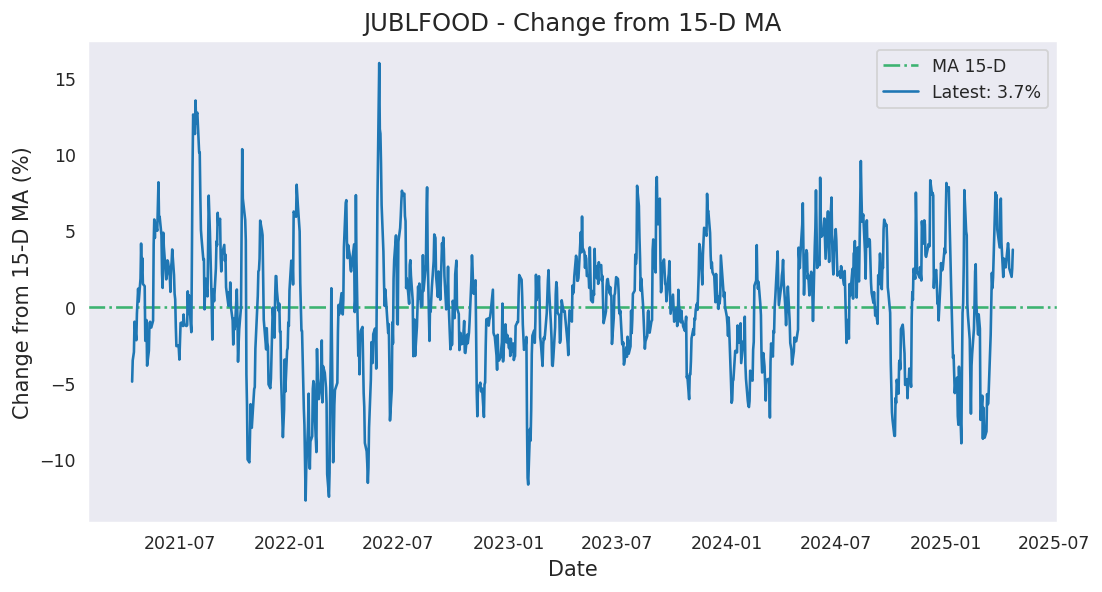 JUBLFOOD - Change from 15-D MA
MA 15-D
Latest: 3.7%
Change from 15-D MA (%)
15
10
5
0
−5
−10
2021-07 2022-01 2022-07 2023-01 2023-07 2024-01 2024-07 2025-01 2025-07
Date